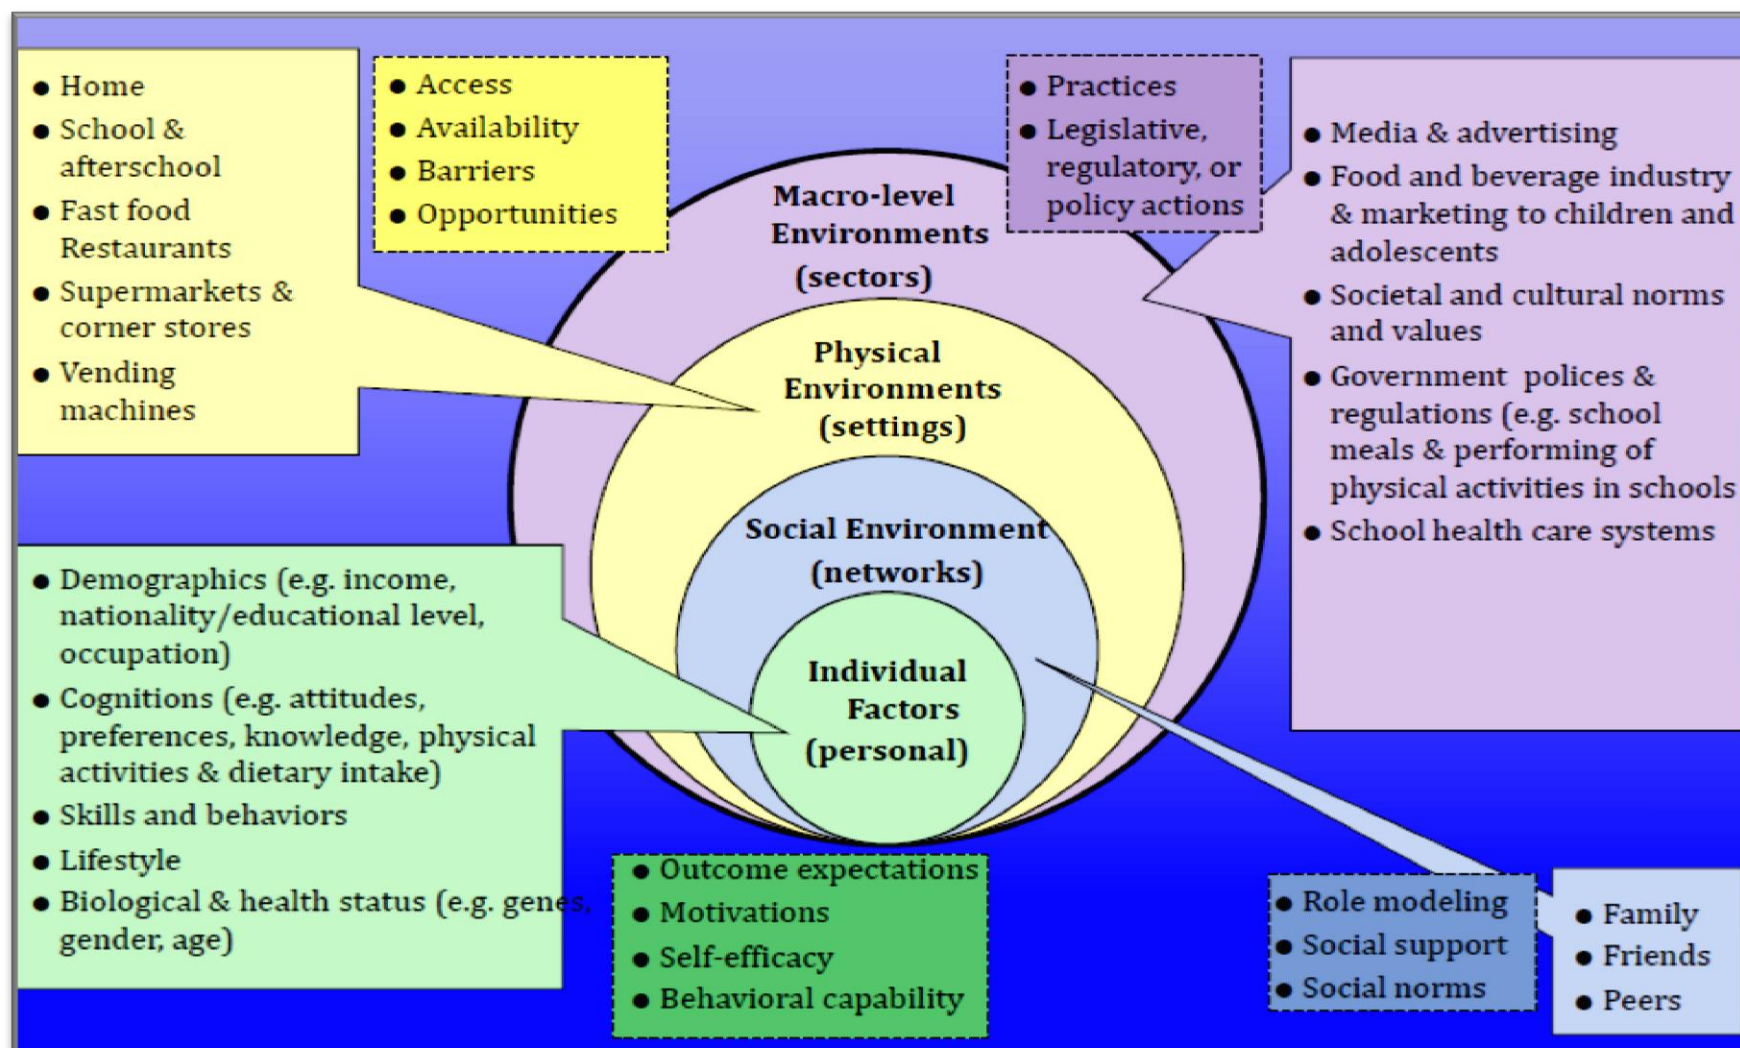 ● Home
● School &
afterschool
● Fast food
Restaurants
● Supermarkets &
corner stores
● Vending
machines
● Access
● Availability
● Barriers
● Opportunities
● Practices
● Legislative,
regulatory, or
policy actions
● Media & advertising
● Food and beverage industry
& marketing to children and
adolescents
● Societal and cultural norms
and values
● Government polices &
regulations (e.g. school
meals & performing of
physical activities in schools
● School health care systems
Macro-level
Environments
(sectors)
Physical
Environments
(settings)
Social Environment
(networks)
Individual
Factors
(personal)
● Demographics (e.g. income,
nationality/educational level,
occupation)
● Cognitions (e.g. attitudes,
preferences, knowledge, physical
activities & dietary intake)
● Skills and behaviors
● Lifestyle
● Biological & health status (e.g. genes,
gender, age)
● Outcome expectations
● Motivations
● Self-efficacy
● Behavioral capability
● Role modeling
● Social support
● Social norms
● Family
● Friends
● Peers